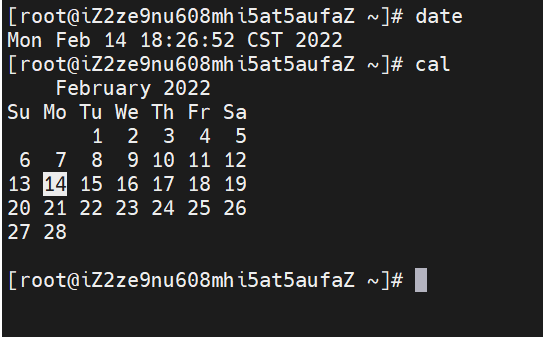 [root@iZ2ze9nu608mhi5at5aufaZ ~]# date
Mon Feb 14 18:26:52 CST 2022
[root@iZ2ze9nu608mhi5at5aufaZ ~]# cal
    February 2022
Su Mo Tu We Th Fr Sa
       1  2  3  4  5
 6  7  8  9 10 11 12
13 14 15 16 17 18 19
20 21 22 23 24 25 26
27 28
[root@iZ2ze9nu608mhi5at5aufaZ ~]#